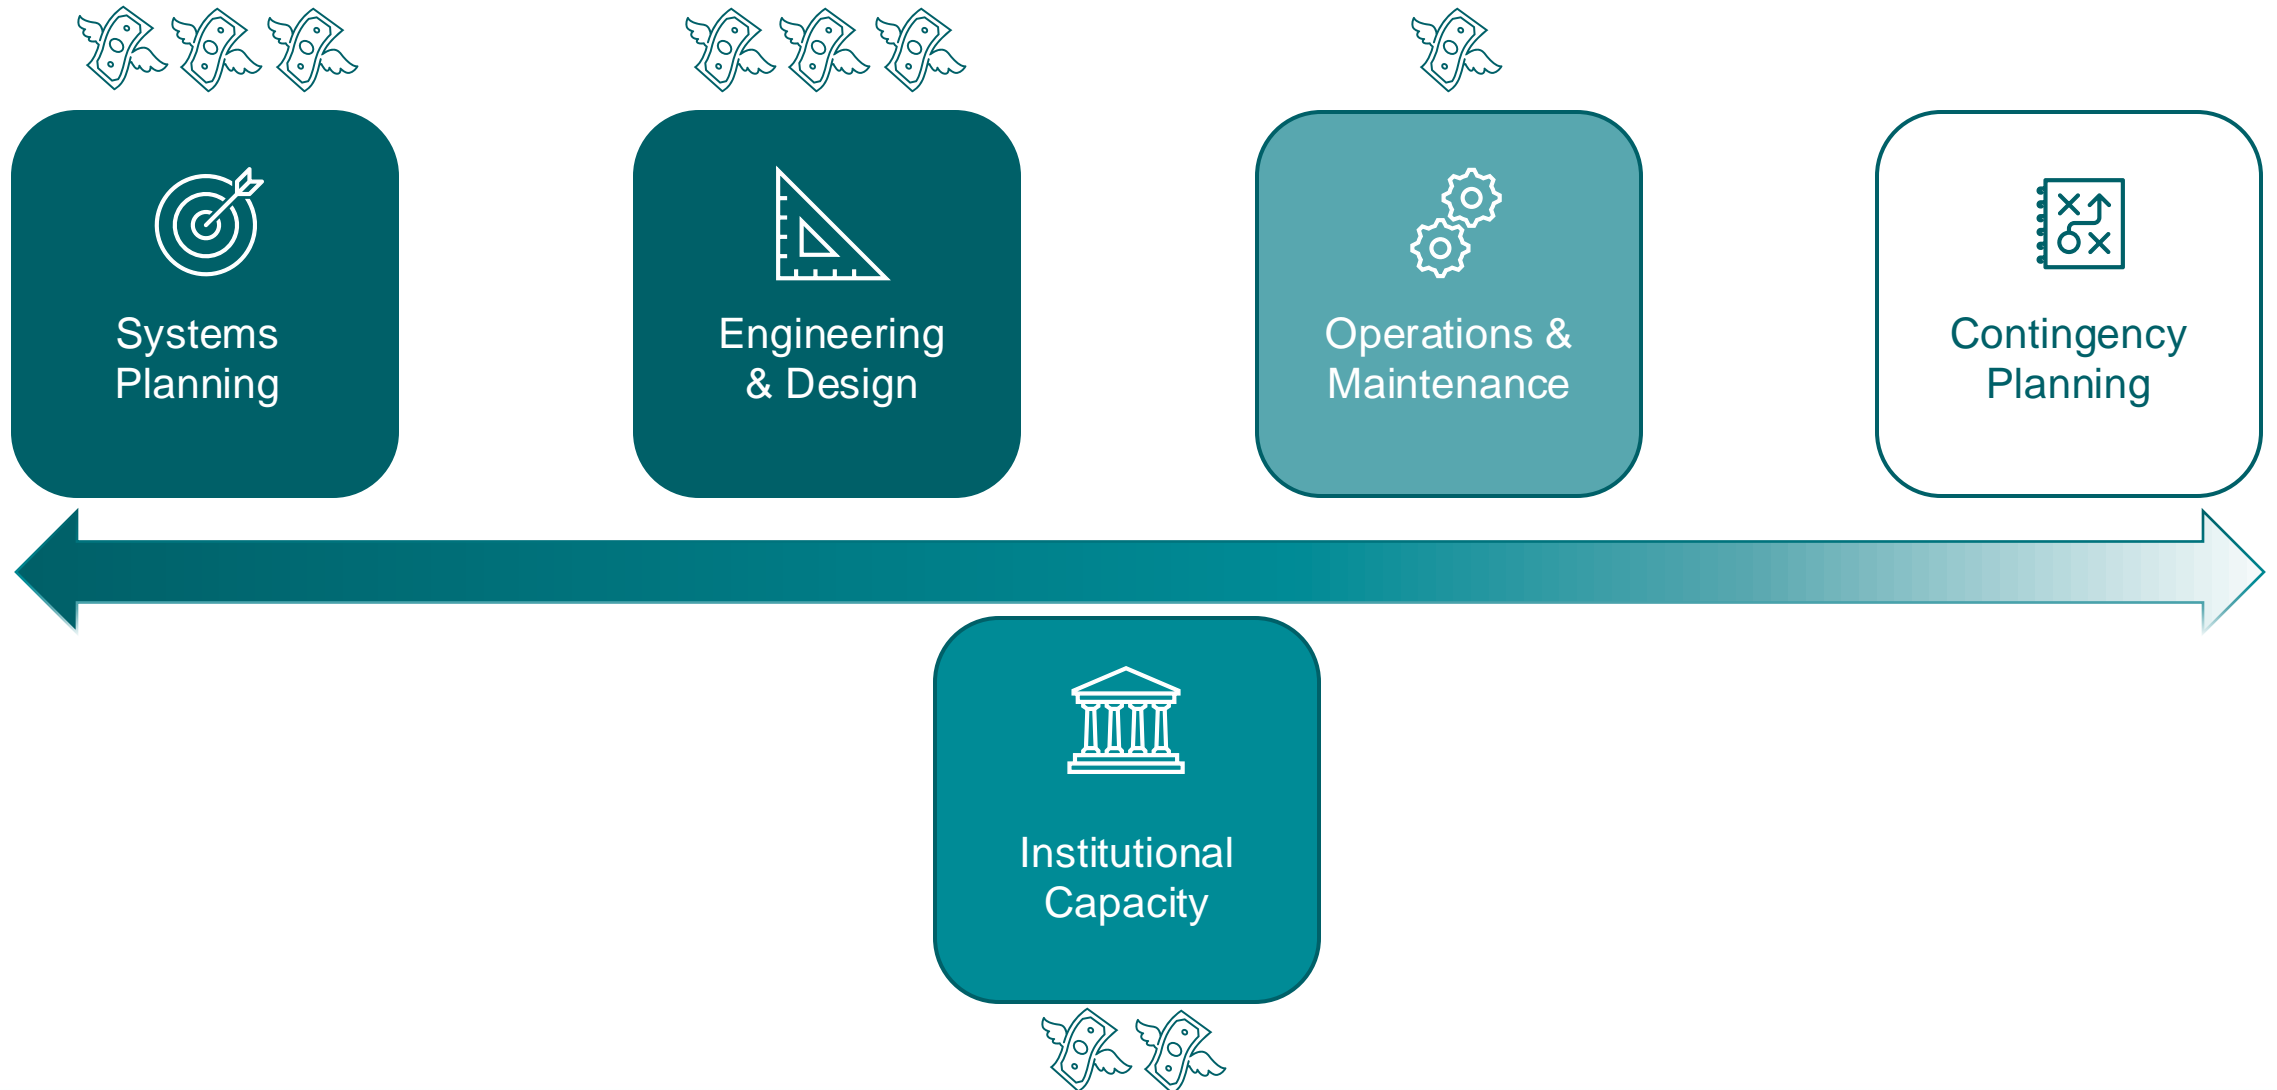 Systems
Planning
Engineering
& Design
Operations &
Maintenance
Contingency
Planning
Institutional
Capacity